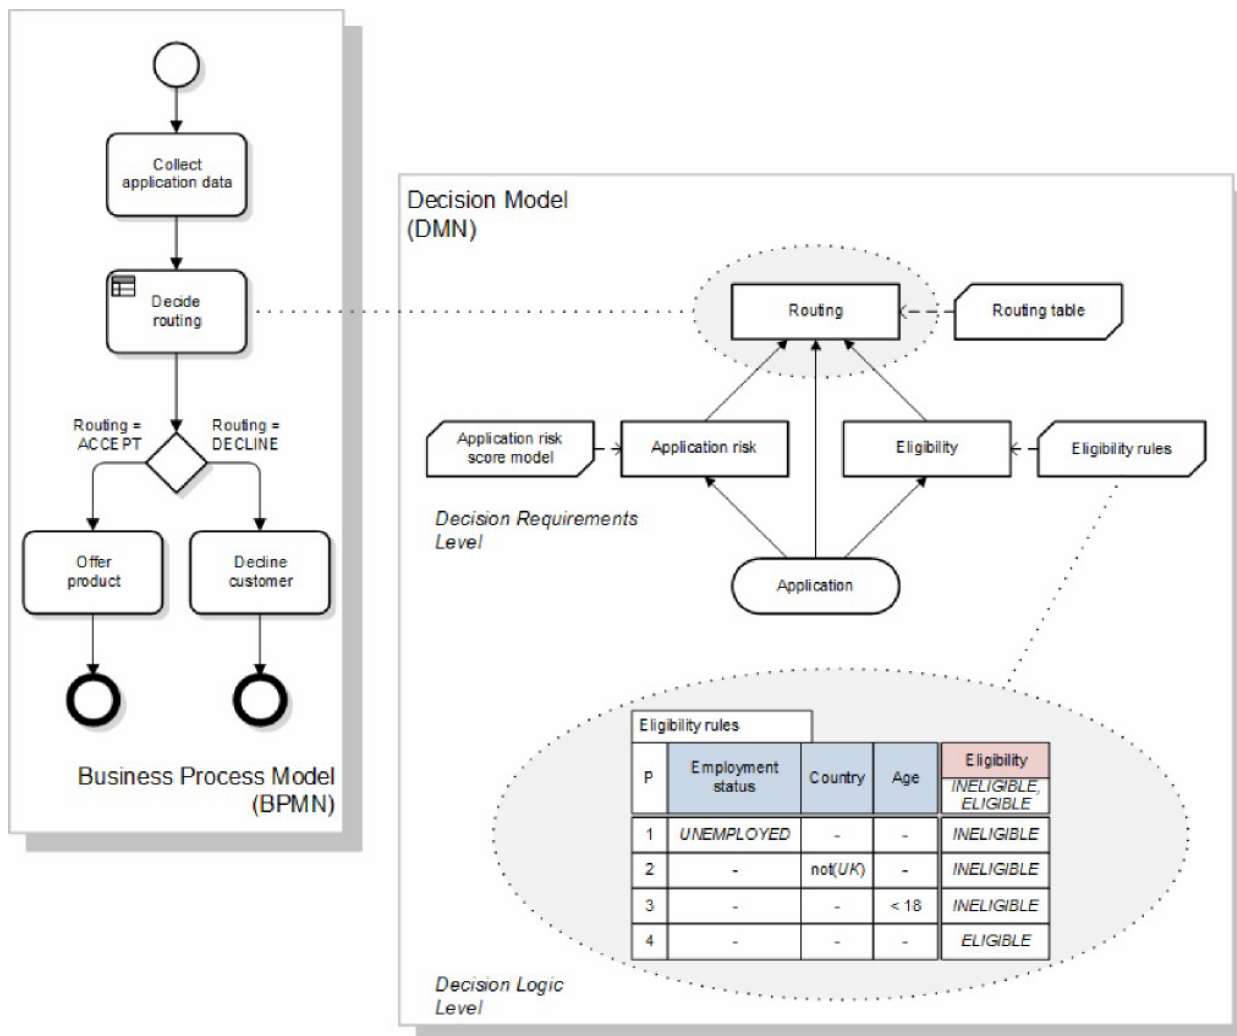 Collect
application data
Decide
routing
Routing =
ACCEPT
Routing =
DECLINE
Offer
product
Decline
customer
Business Process Model
(BPMN)
Decision Model
(DMN)
Routing
Routing table
Application risk
score model
Application risk
Eligibility
Eligibility rules
Decision Requirements
Level
Application
Eligibility rules
P
Employment
status
Country
Age
Eligibility
INELIGIBLE,
ELIGIBLE
1 UNEMPLOYED - - INELIGIBLE
2 - not(UK) - INELIGIBLE
3 - - < 18 INELIGIBLE
4 - - - ELIGIBLE
Decision Logic
Level